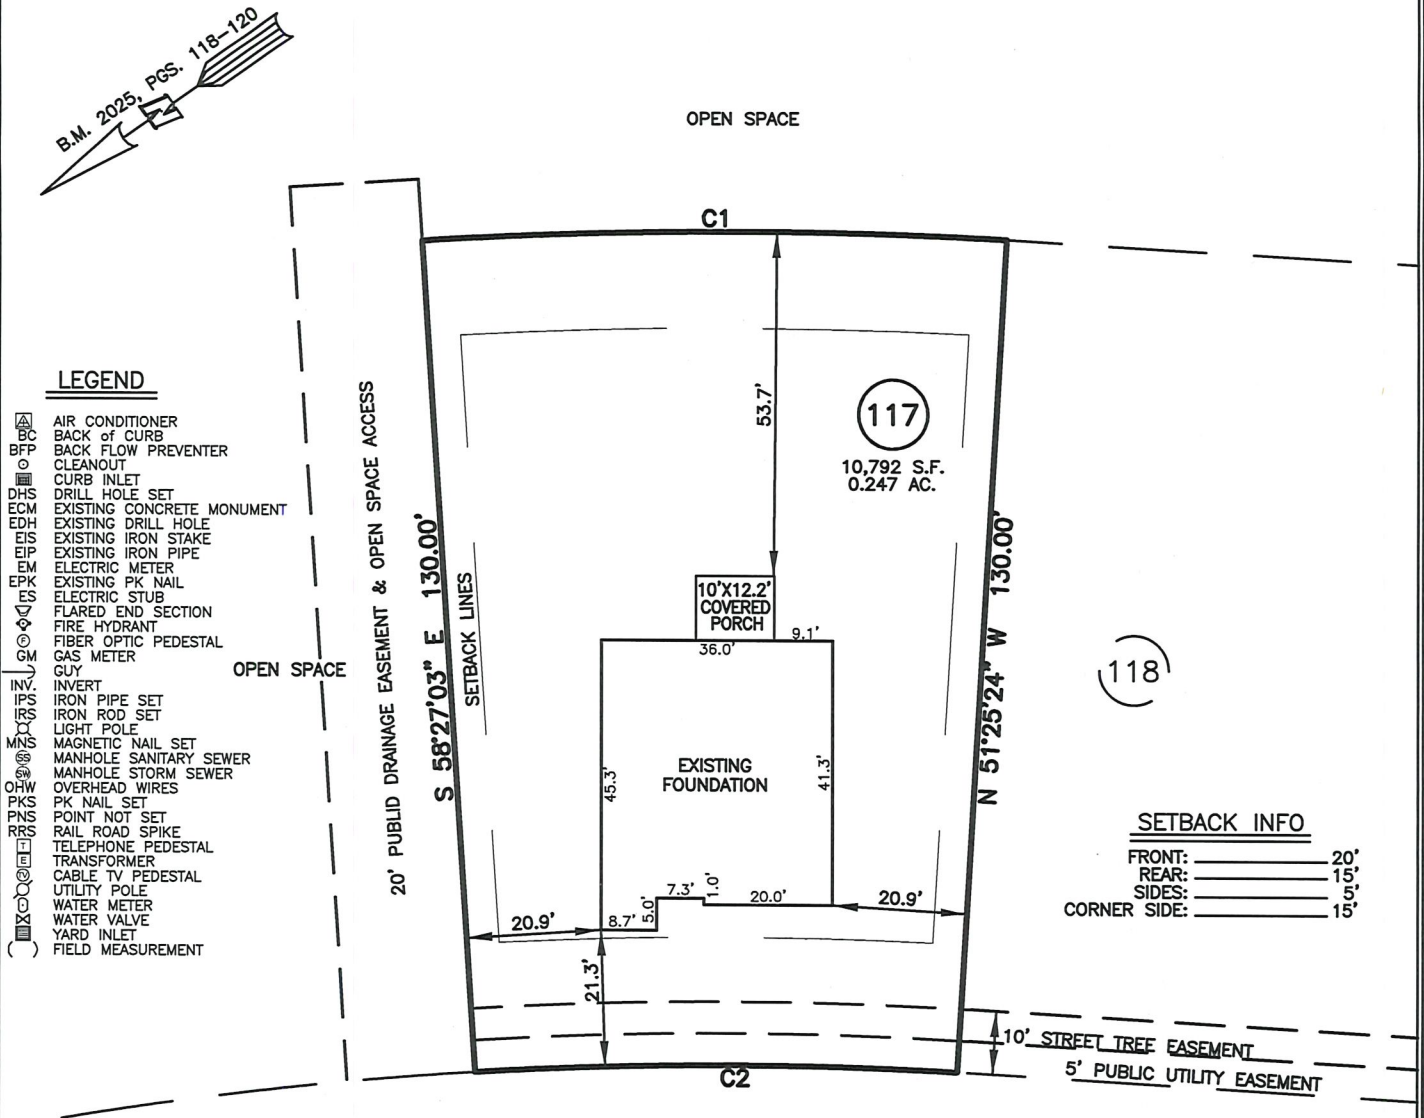 B.M. 2025, PGS. 118-120
OPEN SPACE
C1
LEGEND
AIR CONDITIONER
BC BACK of CURB
BFP BACK FLOW PREVENTER
CLEANOUT
CURB INLET
DHS DRILL HOLE SET
ECM EXISTING CONCRETE MONUMENT
EDH EXISTING DRILL HOLE
EIS EXISTING IRON STAKE
EIP EXISTING IRON PIPE
EM ELECTRIC METER
EPK EXISTING PK NAIL
ES ELECTRIC STUB
FLARED END SECTION
FIRE HYDRANT
F FIBER OPTIC PEDESTAL
GM GAS METER
GUY
INV. INVERT
IPS IRON PIPE SET
IRS IRON ROD SET
LIGHT POLE
MNS MAGNETIC NAIL SET
SS MANHOLE SANITARY SEWER
SW MANHOLE STORM SEWER
OHW OVERHEAD WIRES
PKS PK NAIL SET
PNS POINT NOT SET
RRS RAIL ROAD SPIKE
T TELEPHONE PEDESTAL
E TRANSFORMER
TV CABLE TV PEDESTAL
UTILITY POLE
WATER METER
WATER VALVE
YARD INLET
( ) FIELD MEASUREMENT
OPEN SPACE
20' PUBLID DRAINAGE EASEMENT & OPEN SPACE ACCESS
S 58°27'03" E 130.00'
SETBACK LINES
53.7'
117
10,792 S.F.
0.247 AC.
10'X12.2'
COVERED
PORCH
9.1'
36.0'
45.3'
EXISTING
FOUNDATION
41.3'
7.3'
1.0'
20.0'
5.0'
8.7'
20.9'
20.9'
21.3'
N 51°25'24" W 130.00'
118
SETBACK INFO
FRONT: 20'
REAR: 15'
SIDES: 5'
CORNER SIDE: 15'
10' STREET TREE EASEMENT
5' PUBLIC UTILITY EASEMENT
C2